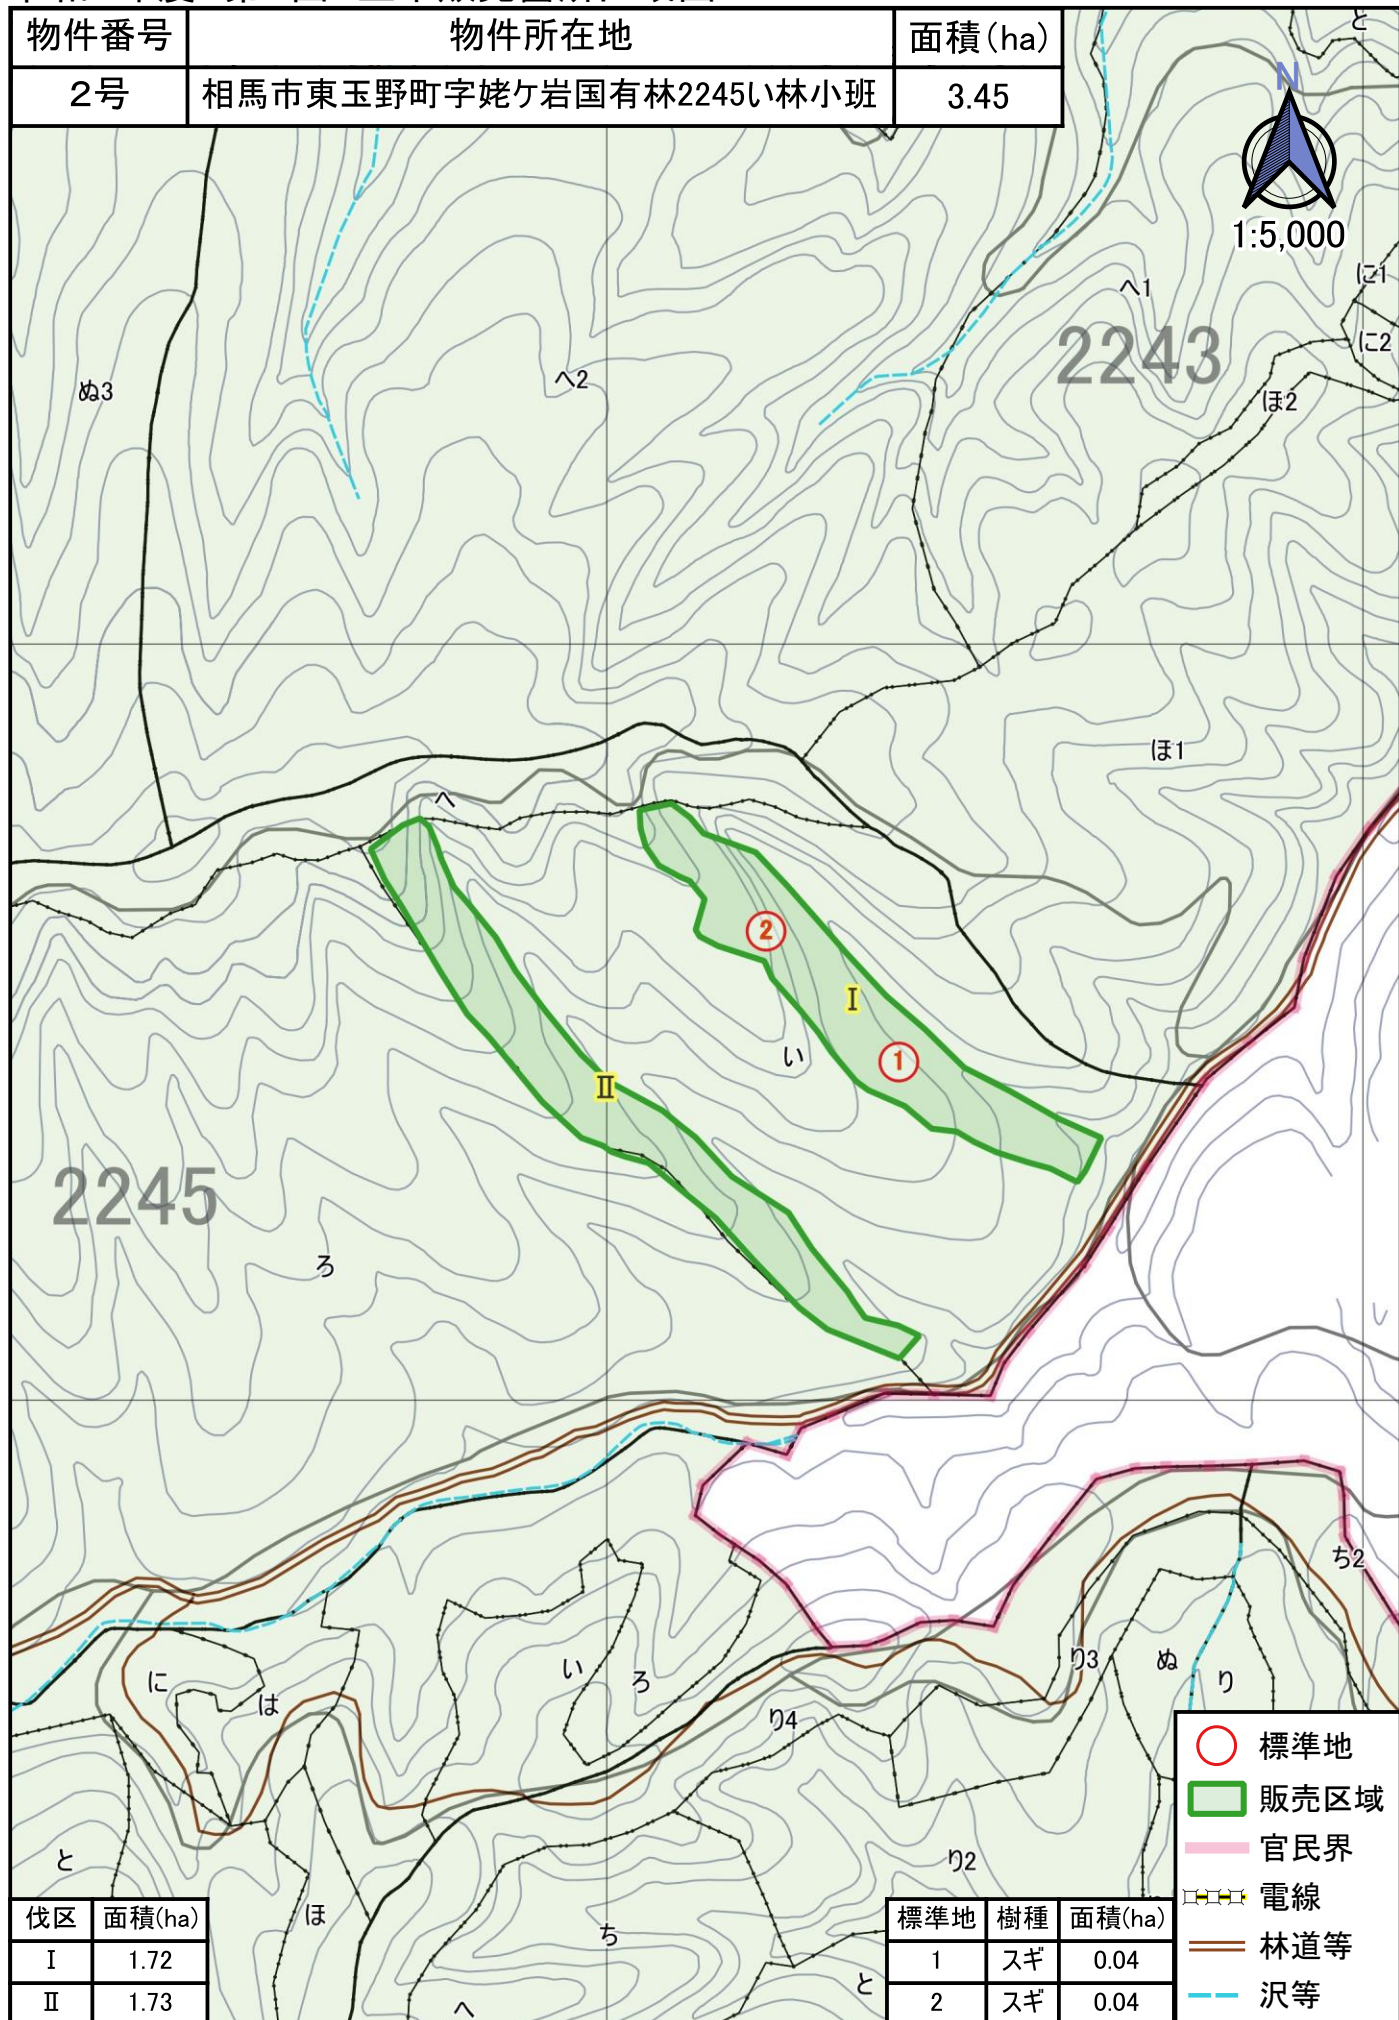 物件番号 物件所在地 面積(ha)
2号 相馬市東玉野町字姥ケ岩国有林2245い林小班 3.45
と
N
1:5,000
に1
へ1
2243
に2
ぬ3
へ2
ほ2
ほ1
へ
2
I
い
1
II
2245
ろ
ち2
い
ろ
り3
ぬ
り
に
は
り4
標準地
販売区域
官民界
電線
林道等
沢等
と
り2
ほ
ち
と
へ
伐区 面積(ha)
I 1.72
II 1.73
標準地 樹種 面積(ha)
1 スギ 0.04
2 スギ 0.04